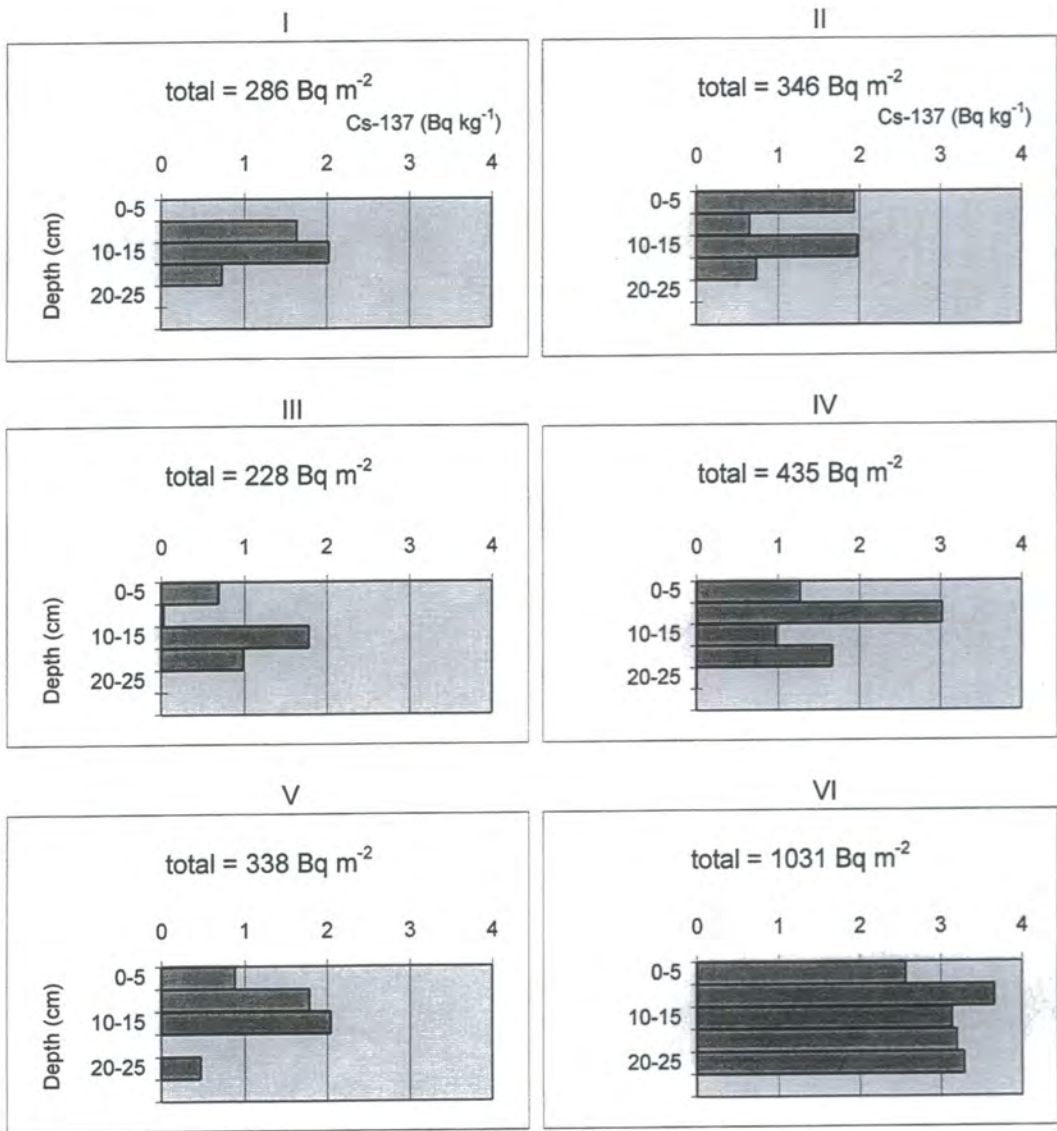 I
total = 286 Bq m⁻²
Cs-137 (Bq kg⁻¹)
0 1 2 3 4
Depth (cm)
0-5
10-15
20-25
II
total = 346 Bq m⁻²
Cs-137 (Bq kg⁻¹)
0 1 2 3 4
0-5
10-15
20-25
III
total = 228 Bq m⁻²
0 1 2 3 4
Depth (cm)
0-5
10-15
20-25
IV
total = 435 Bq m⁻²
0 1 2 3 4
0-5
10-15
20-25
V
total = 338 Bq m⁻²
0 1 2 3 4
Depth (cm)
0-5
10-15
20-25
VI
total = 1031 Bq m⁻²
0 1 2 3 4
0-5
10-15
20-25